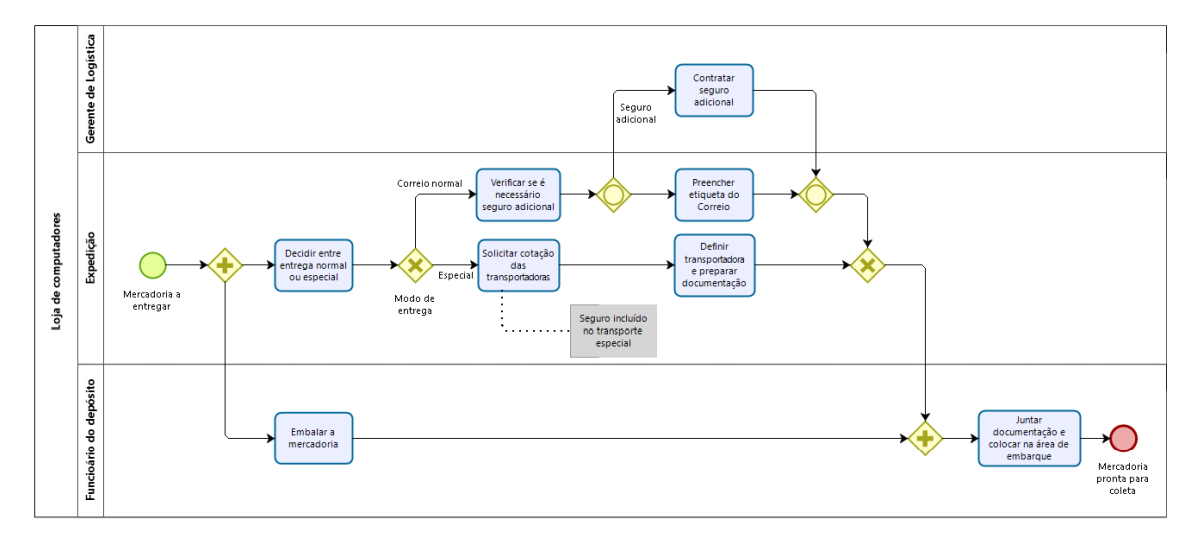 Loja de computadores
Gerente de Logística
Contratar
seguro
adicional
Seguro
adicional
Expedição
Correio normal
Verificar se é
necessário
seguro adicional
Preencher
etiqueta do
Correio
Mercadoria a
entregar
Decidir entre
entrega normal
ou especial
Modo de
entrega
Especial
Solicitar cotação
das
transportadoras
Definir
transportadora
e preparar
documentação
Seguro incluído
no transporte
especial
Funcioário do depósito
Embalar a
mercadoria
Juntar
documentação e
colocar na área de
embarque
Mercadoria
pronta para
coleta